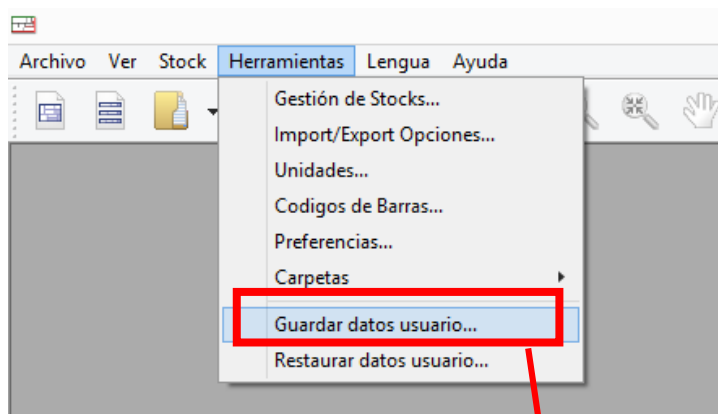 Archivo Ver Stock Herramientas Lengua Ayuda
Gestión de Stocks...
Import/Export Opciones...
Unidades...
Codigos de Barras...
Preferencias...
Carpetas
Guardar datos usuario...
Restaurar datos usuario...